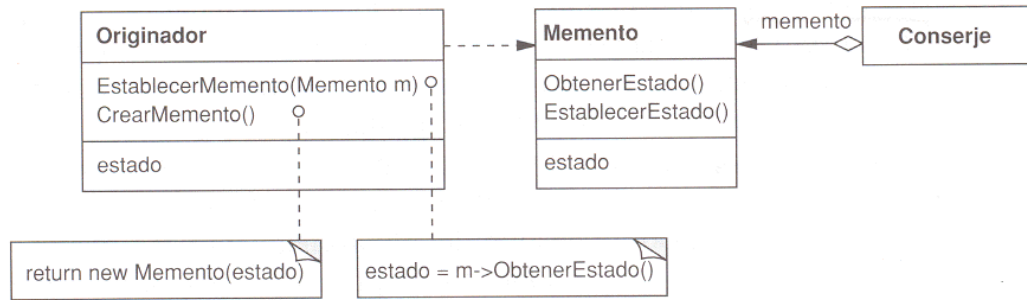 Originador
EstablecerMemento(Memento m)
CrearMemento()
estado
Memento
ObtenerEstado()
EstablecerEstado()
estado
memento
Conserje
return new Memento(estado)
estado = m->ObtenerEstado()